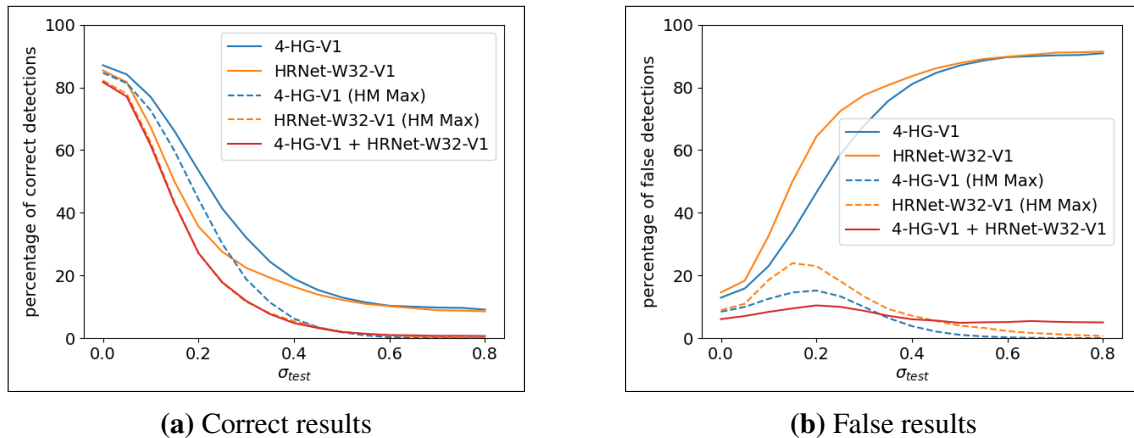 100
80
60
40
20
0
percentage of correct detections
0.0 0.2 0.4 0.6 0.8
σtest
4-HG-V1
HRNet-W32-V1
4-HG-V1 (HM Max)
HRNet-W32-V1 (HM Max)
4-HG-V1 + HRNet-W32-V1
(a) Correct results
100
80
60
40
20
0
percentage of false detections
0.0 0.2 0.4 0.6 0.8
σtest
4-HG-V1
HRNet-W32-V1
4-HG-V1 (HM Max)
HRNet-W32-V1 (HM Max)
4-HG-V1 + HRNet-W32-V1
(b) False results